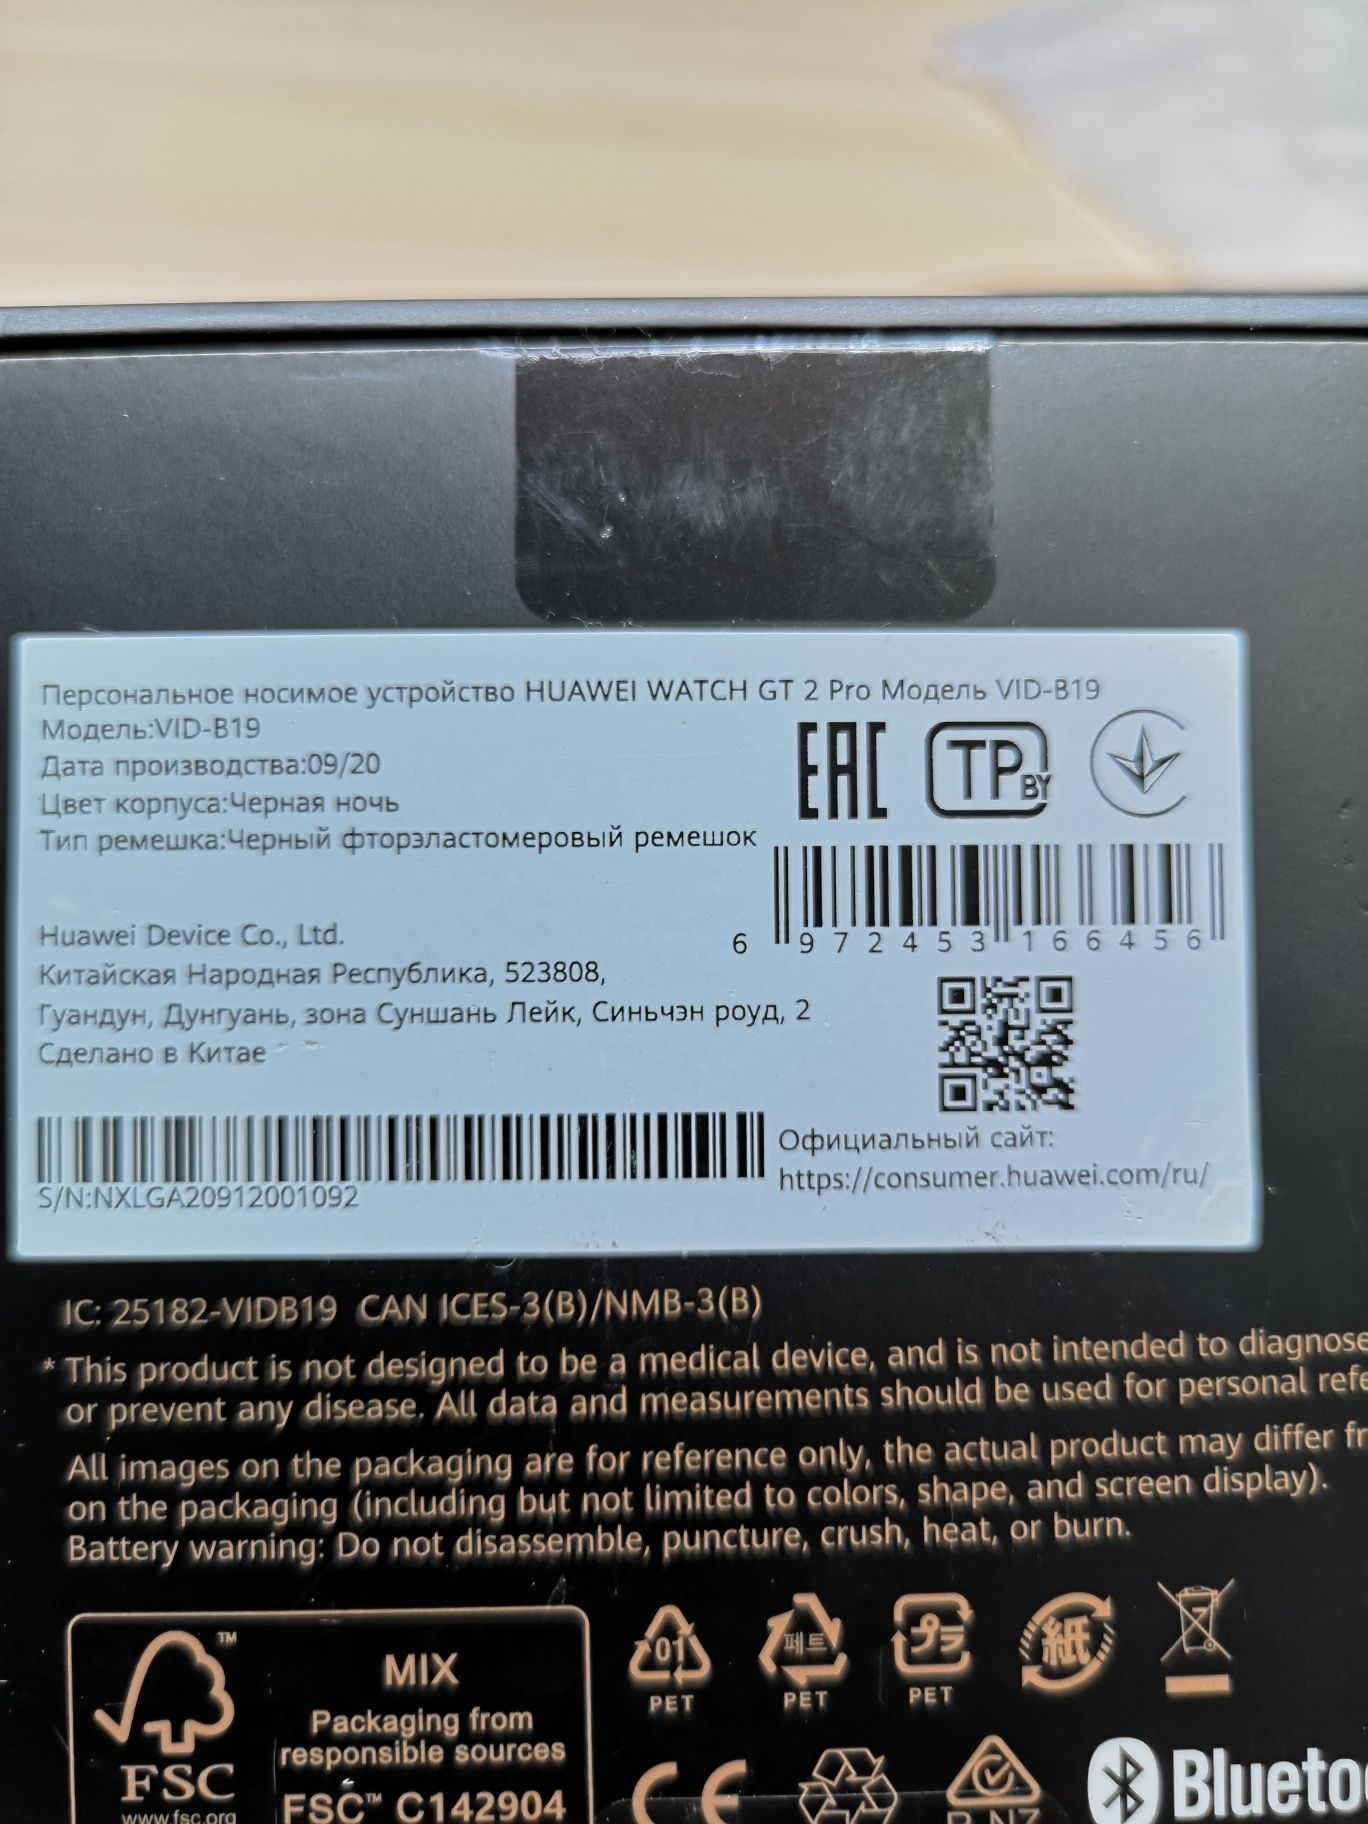 Персональное носимое устройство HUAWEI WATCH GT 2 Pro Модель VID-B19
Модель:VID-B19
Дата производства:09/20
Цвет корпуса:Черная ночь
Тип ремешка:Черный фторэластомеровый ремешок
EAC
TP BY
6 972453 166456
Huawei Device Co., Ltd.
Китайская Народная Республика, 523808,
Гуандун, Дунгуань, зона Суншань Лейк, Синьчэн роуд, 2
Сделано в Китае
S/N:NXLGA20912001092
Официальный сайт:
https://consumer.huawei.com/ru/
IC: 25182-VIDB19 CAN ICES-3(B)/NMB-3(B)
* This product is not designed to be a medical device, and is not intended to diagnose
or prevent any disease. All data and measurements should be used for personal refe
All images on the packaging are for reference only, the actual product may differ fr
on the packaging (including but not limited to colors, shape, and screen display).
Battery warning: Do not disassemble, puncture, crush, heat, or burn.
TM
FSC
www.fsc.org
MIX
Packaging from
responsible sources
FSC™ C142904
01
PET
페트
PET
プラ
PET
紙
CE
R-NZ
Bluetoo